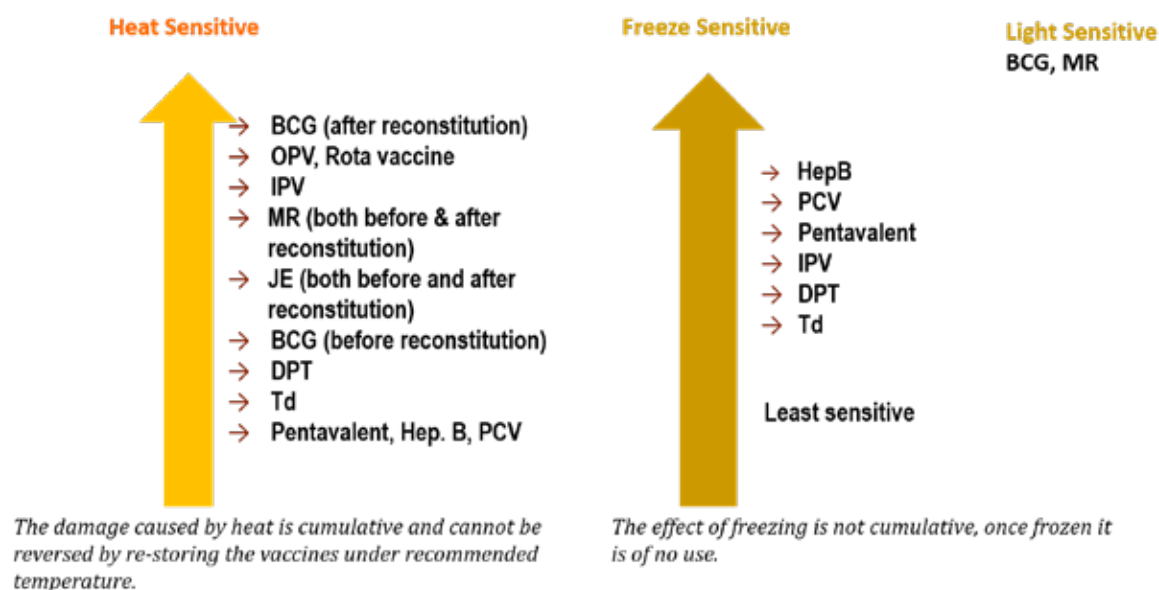 Heat Sensitive
→ BCG (after reconstitution)
→ OPV, Rota vaccine
→ IPV
→ MR (both before & after
reconstitution)
→ JE (both before and after
reconstitution)
→ BCG (before reconstitution)
→ DPT
→ Td
→ Pentavalent, Hep. B, PCV
The damage caused by heat is cumulative and cannot be
reversed by re-storing the vaccines under recommended
temperature.
Freeze Sensitive
→ HepB
→ PCV
→ Pentavalent
→ IPV
→ DPT
→ Td
Least sensitive
The effect of freezing is not cumulative, once frozen it
is of no use.
Light Sensitive
BCG, MR